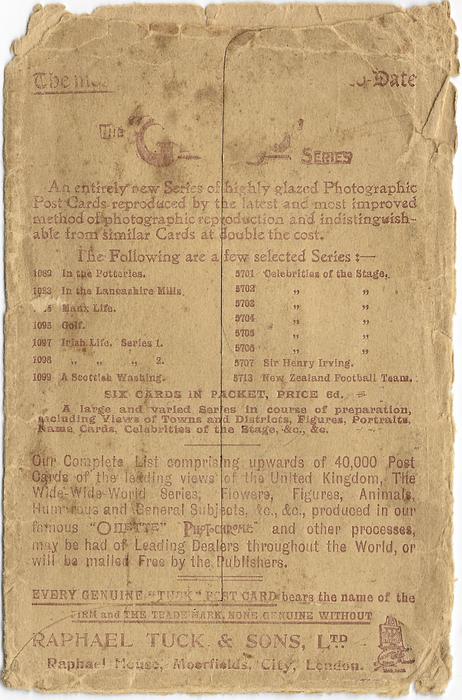 The mos -Date
THE G ' SERIES
An entirely new Series of highly glazed Photographic
Post Cards reproduced by the latest and most improved
method of photographic reproduction and indistinguish-
able from similar Cards at double the cost.
The Following are a few selected Series :—
1082 In the Potteries. 5701 Celebrities of the Stage.
1083 In the Lancashire Mills. 5702 " "
Manx Life. 5703 " "
1095 Golf. 5704 " "
1097 Irish Life. Series 1. 5705 " "
1098 " " " 2. 5706 " "
1099 A Scottish Washing. 5707 Sir Henry Irving.
5713 New Zealand Football Team.
SIX CARDS IN PACKET, PRICE 6d.
A large and varied Series in course of preparation,
including Views of Towns and Districts, Figures, Portraits,
Name Cards, Celebrities of the Stage, &c., &c.
Our Complete List comprising upwards of 40,000 Post
Cards of the leading views of the United Kingdom, The
Wide-Wide-World Series, Flowers, Figures, Animals,
Humorous and General Subjects, &c., &c., produced in our
famous "OILETTE" PHOTOCHROME" and other processes,
may be had of Leading Dealers throughout the World, or
will be mailed Free by the Publishers.
EVERY GENUINE "TUCK" POST CARD bears the name of the
FIRM and THE TRADE MARK, NONE GENUINE WITHOUT
RAPHAEL TUCK & SONS, LTD
Raphael House, Moorfields, City, London.